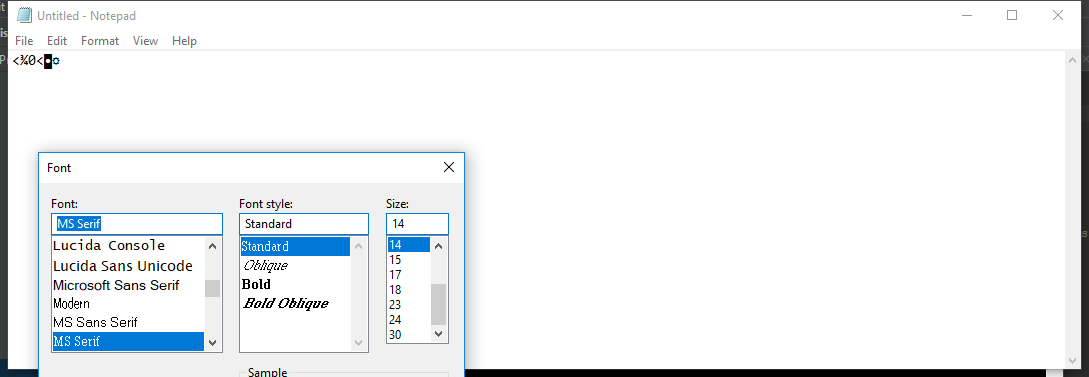 Untitled - Notepad
File Edit Format View Help
<¾0<◘☼
Font
Font: Font style: Size:
MS Serif Standard 14
Lucida Console Standard 14
Lucida Sans Unicode Oblique 15
Microsoft Sans Serif Bold 17
Modern Bold Oblique 18
MS Sans Serif 23
MS Serif 24
30
Sample